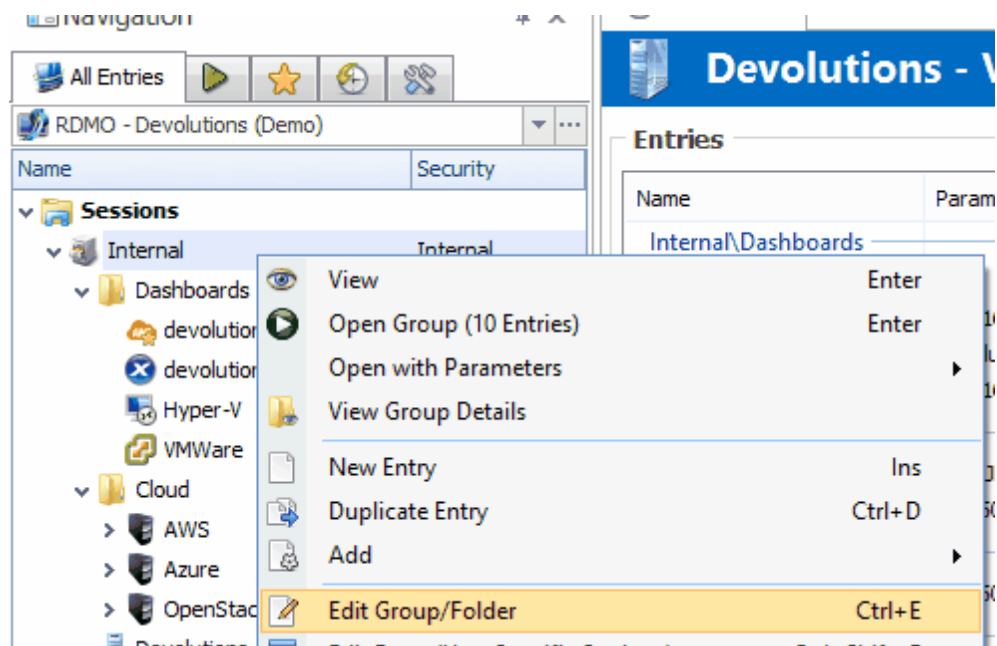 Navigation
All Entries
RDMO - Devolutions (Demo)
Name Security
Sessions
Internal Internal
Dashboards
devolution
devolution
Hyper-V
VMWare
Cloud
AWS
Azure
OpenStac
Devolutions
View Enter
Open Group (10 Entries) Enter
Open with Parameters
View Group Details
New Entry Ins
Duplicate Entry Ctrl+D
Add
Edit Group/Folder Ctrl+E
Devolutions - V
Entries
Name Param
Internal\Dashboards